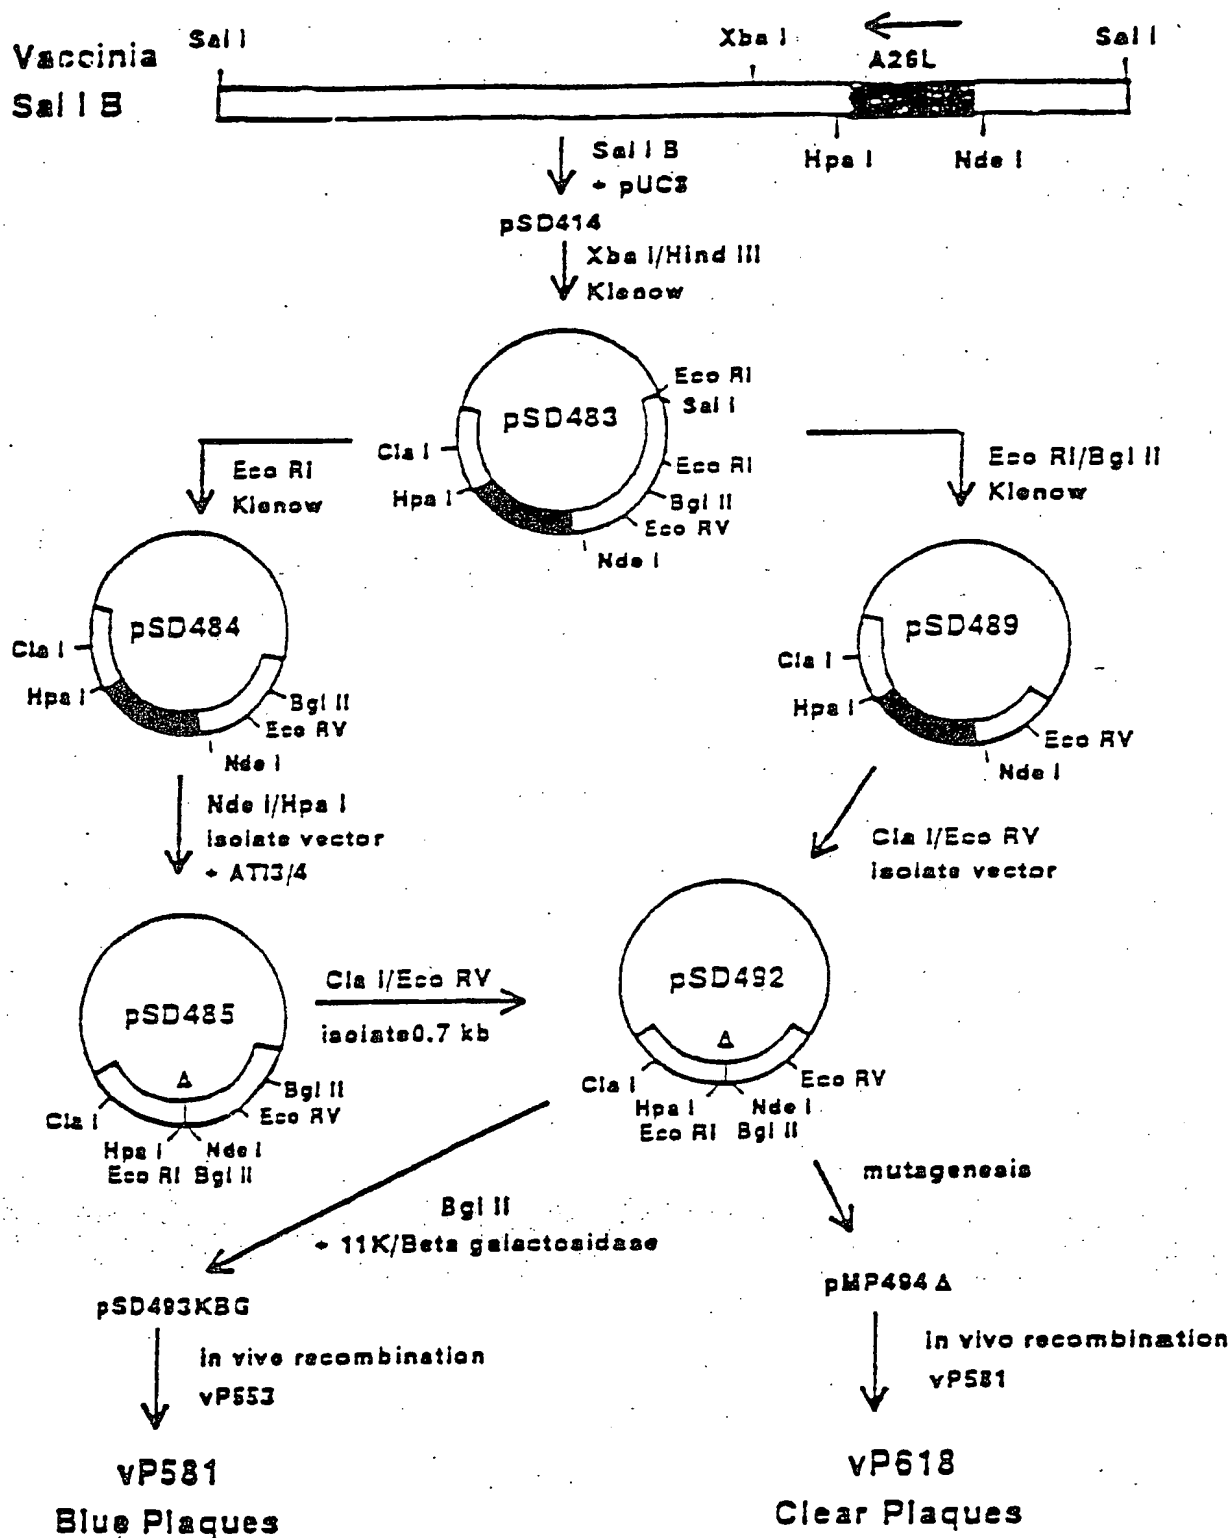 Vaccinia
Sal I B
Sal I
Xba I
A26L
Sal I
Hpa I
Nde I
Sal I B
+ pUC8
pSD414
Xba I/Hind III
Klenow
pSD483
Eco RI
Sal I
Cla I
Eco RI
Hpa I
Bgl II
Eco RV
Nde I
Eco RI
Klenow
Eco RI/Bgl II
Klenow
pSD484
Cla I
Hpa I
Bgl II
Eco RV
Nde I
pSD489
Cla I
Hpa I
Eco RV
Nde I
Nde I/Hpa I
isolate vector
+ ATI3/4
Cla I/Eco RV
isolate vector
pSD485
Δ
Bgl II
Cla I
Eco RV
Hpa I Nde I
Eco RI Bgl II
Cla I/Eco RV
isolate0.7 kb
pSD492
Δ
Cla I
Eco RV
Hpa I Nde I
Eco RI Bgl II
Bgl II
+ 11K/Beta galactosidase
mutagenesis
pSD493KBG
pMP494Δ
in vivo recombination
vP553
in vivo recombination
vP581
vP581
Blue Plaques
vP618
Clear Plaques